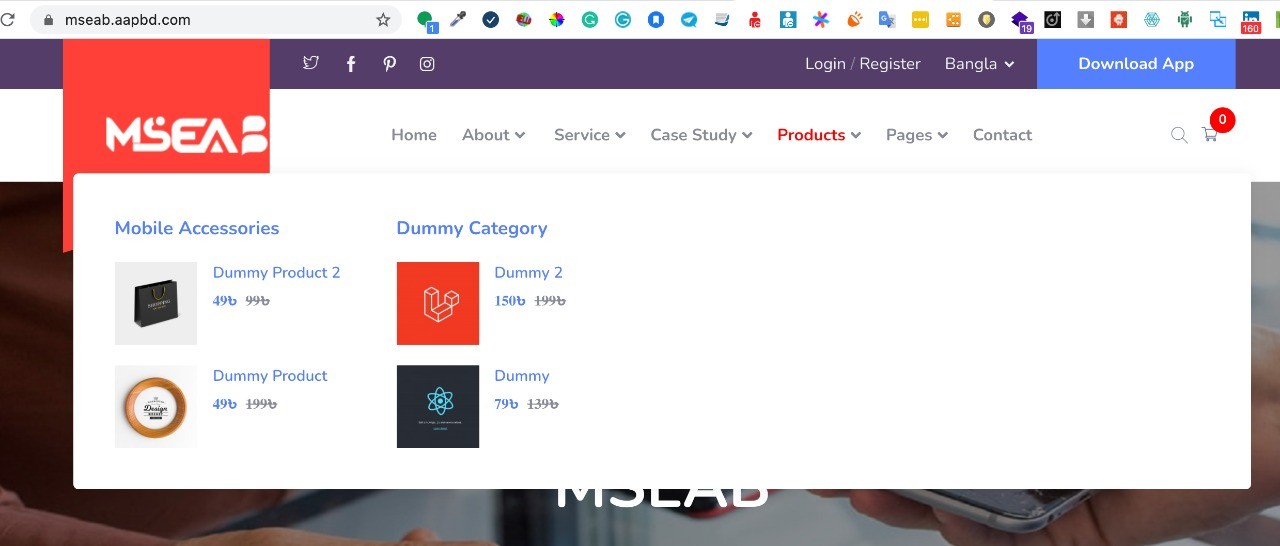 mseab.aapbd.com
1
19
160
Login / Register
Bangla
Download App
MSEAB
Home
About
Service
Case Study
Products
Pages
Contact
0
Mobile Accessories
Dummy Product 2
49৳ 99৳
Dummy Product
49৳ 199৳
Dummy Category
Dummy 2
150৳ 199৳
Dummy
79৳ 139৳
SHOPPING
Design
MSEAB